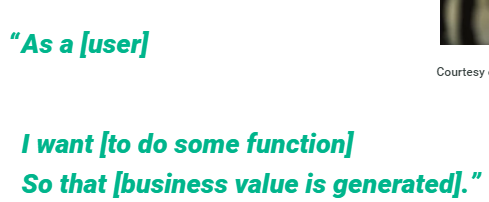 “As a [user]
Courtesy
I want [to do some function]
So that [business value is generated].”